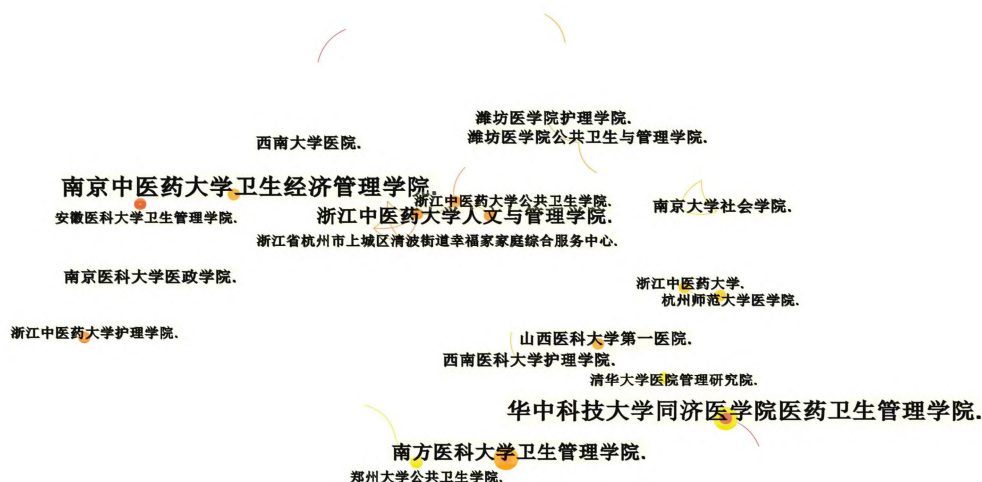 潍坊医学院护理学院.
潍坊医学院公共卫生与管理学院.
西南大学医院.
南京中医药大学卫生经济管理学院.
浙江中医药大学公共卫生学院.
南京大学社会学院.
安徽医科大学卫生管理学院.
浙江中医药大学人文与管理学院.
浙江省杭州市上城区清波街道幸福家家庭综合服务中心.
南京医科大学医政学院.
浙江中医药大学.
杭州师范大学医学院.
浙江中医药大学护理学院.
山西医科大学第一医院.
西南医科大学护理学院.
清华大学医院管理研究院.
华中科技大学同济医学院医药卫生管理学院.
南方医科大学卫生管理学院.
郑州大学公共卫生学院.